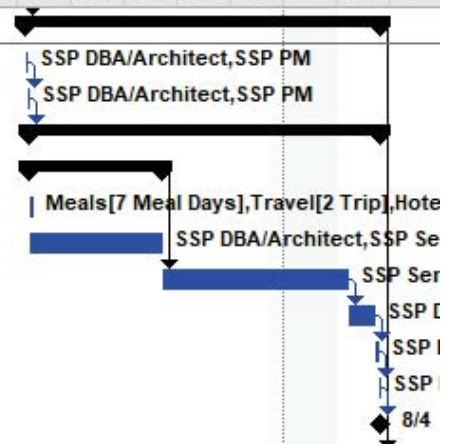 SSP DBA/Architect,SSP PM
SSP DBA/Architect,SSP PM
Meals[7 Meal Days],Travel[2 Trip],Hote
SSP DBA/Architect,SSP Se
SSP Ser
SSP D
SSP
SSP
8/4